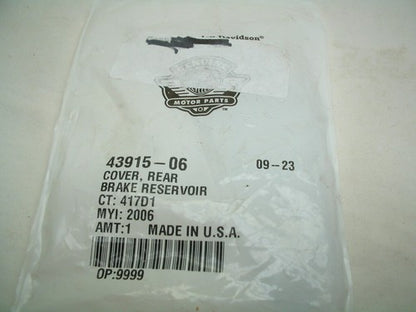 Davidson®
MOTOR PARTS
™
43915-06 09-23
COVER, REAR
BRAKE RESERVOIR
CT: 417D1
MYI: 2006
AMT:1 MADE IN U.S.A.
OP:9999